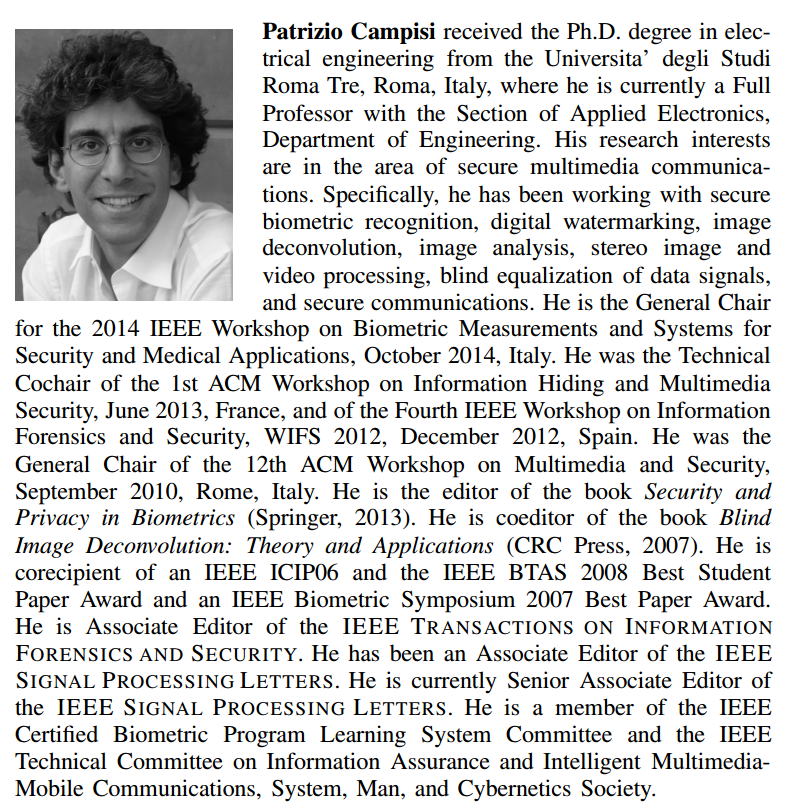 Patrizio Campisi received the Ph.D. degree in elec-
trical engineering from the Universita' degli Studi
Roma Tre, Roma, Italy, where he is currently a Full
Professor with the Section of Applied Electronics,
Department of Engineering. His research interests
are in the area of secure multimedia communica-
tions. Specifically, he has been working with secure
biometric recognition, digital watermarking, image
deconvolution, image analysis, stereo image and
video processing, blind equalization of data signals,
and secure communications. He is the General Chair
for the 2014 IEEE Workshop on Biometric Measurements and Systems for
Security and Medical Applications, October 2014, Italy. He was the Technical
Cochair of the 1st ACM Workshop on Information Hiding and Multimedia
Security, June 2013, France, and of the Fourth IEEE Workshop on Information
Forensics and Security, WIFS 2012, December 2012, Spain. He was the
General Chair of the 12th ACM Workshop on Multimedia and Security,
September 2010, Rome, Italy. He is the editor of the book Security and
Privacy in Biometrics (Springer, 2013). He is coeditor of the book Blind
Image Deconvolution: Theory and Applications (CRC Press, 2007). He is
corecipient of an IEEE ICIP06 and the IEEE BTAS 2008 Best Student
Paper Award and an IEEE Biometric Symposium 2007 Best Paper Award.
He is Associate Editor of the IEEE TRANSACTIONS ON INFORMATION
FORENSICS AND SECURITY. He has been an Associate Editor of the IEEE
SIGNAL PROCESSING LETTERS. He is currently Senior Associate Editor of
the IEEE SIGNAL PROCESSING LETTERS. He is a member of the IEEE
Certified Biometric Program Learning System Committee and the IEEE
Technical Committee on Information Assurance and Intelligent Multimedia-
Mobile Communications, System, Man, and Cybernetics Society.